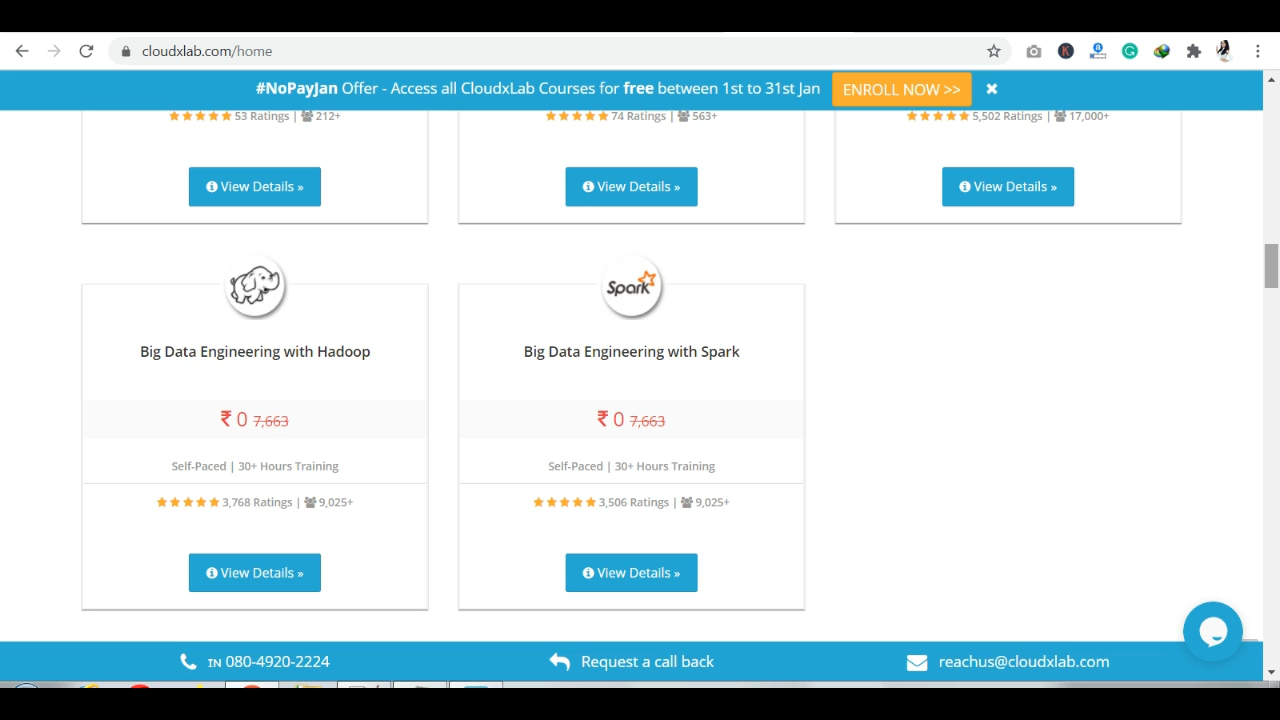 cloudxlab.com/home
#NoPayJan Offer - Access all CloudxLab Courses for free between 1st to 31st Jan ENROLL NOW >>
53 Ratings | 212+
74 Ratings | 563+
5,502 Ratings | 17,000+
View Details »
View Details »
View Details »
Spark
Big Data Engineering with Hadoop
Big Data Engineering with Spark
₹ 0 7,663
₹ 0 7,663
Self-Paced | 30+ Hours Training
Self-Paced | 30+ Hours Training
3,768 Ratings | 9,025+
3,506 Ratings | 9,025+
View Details »
View Details »
IN 080-4920-2224
Request a call back
reachus@cloudxlab.com